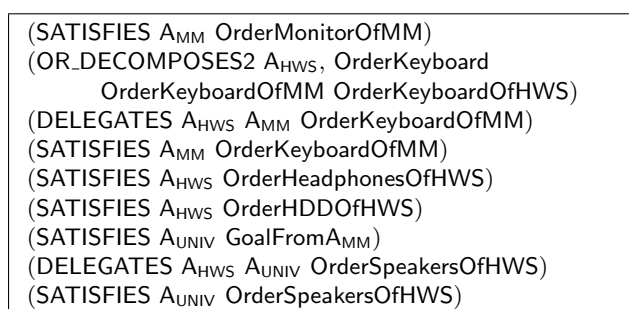 (SATISFIES A_MM OrderMonitorOfMM)
(OR_DECOMPOSES2 A_HWS, OrderKeyboard
OrderKeyboardOfMM OrderKeyboardOfHWS)
(DELEGATES A_HWS A_MM OrderKeyboardOfMM)
(SATISFIES A_MM OrderKeyboardOfMM)
(SATISFIES A_HWS OrderHeadphonesOfHWS)
(SATISFIES A_HWS OrderHDDOfHWS)
(SATISFIES A_UNIV GoalFromA_MM)
(DELEGATES A_HWS A_UNIV OrderSpeakersOfHWS)
(SATISFIES A_UNIV OrderSpeakersOfHWS)